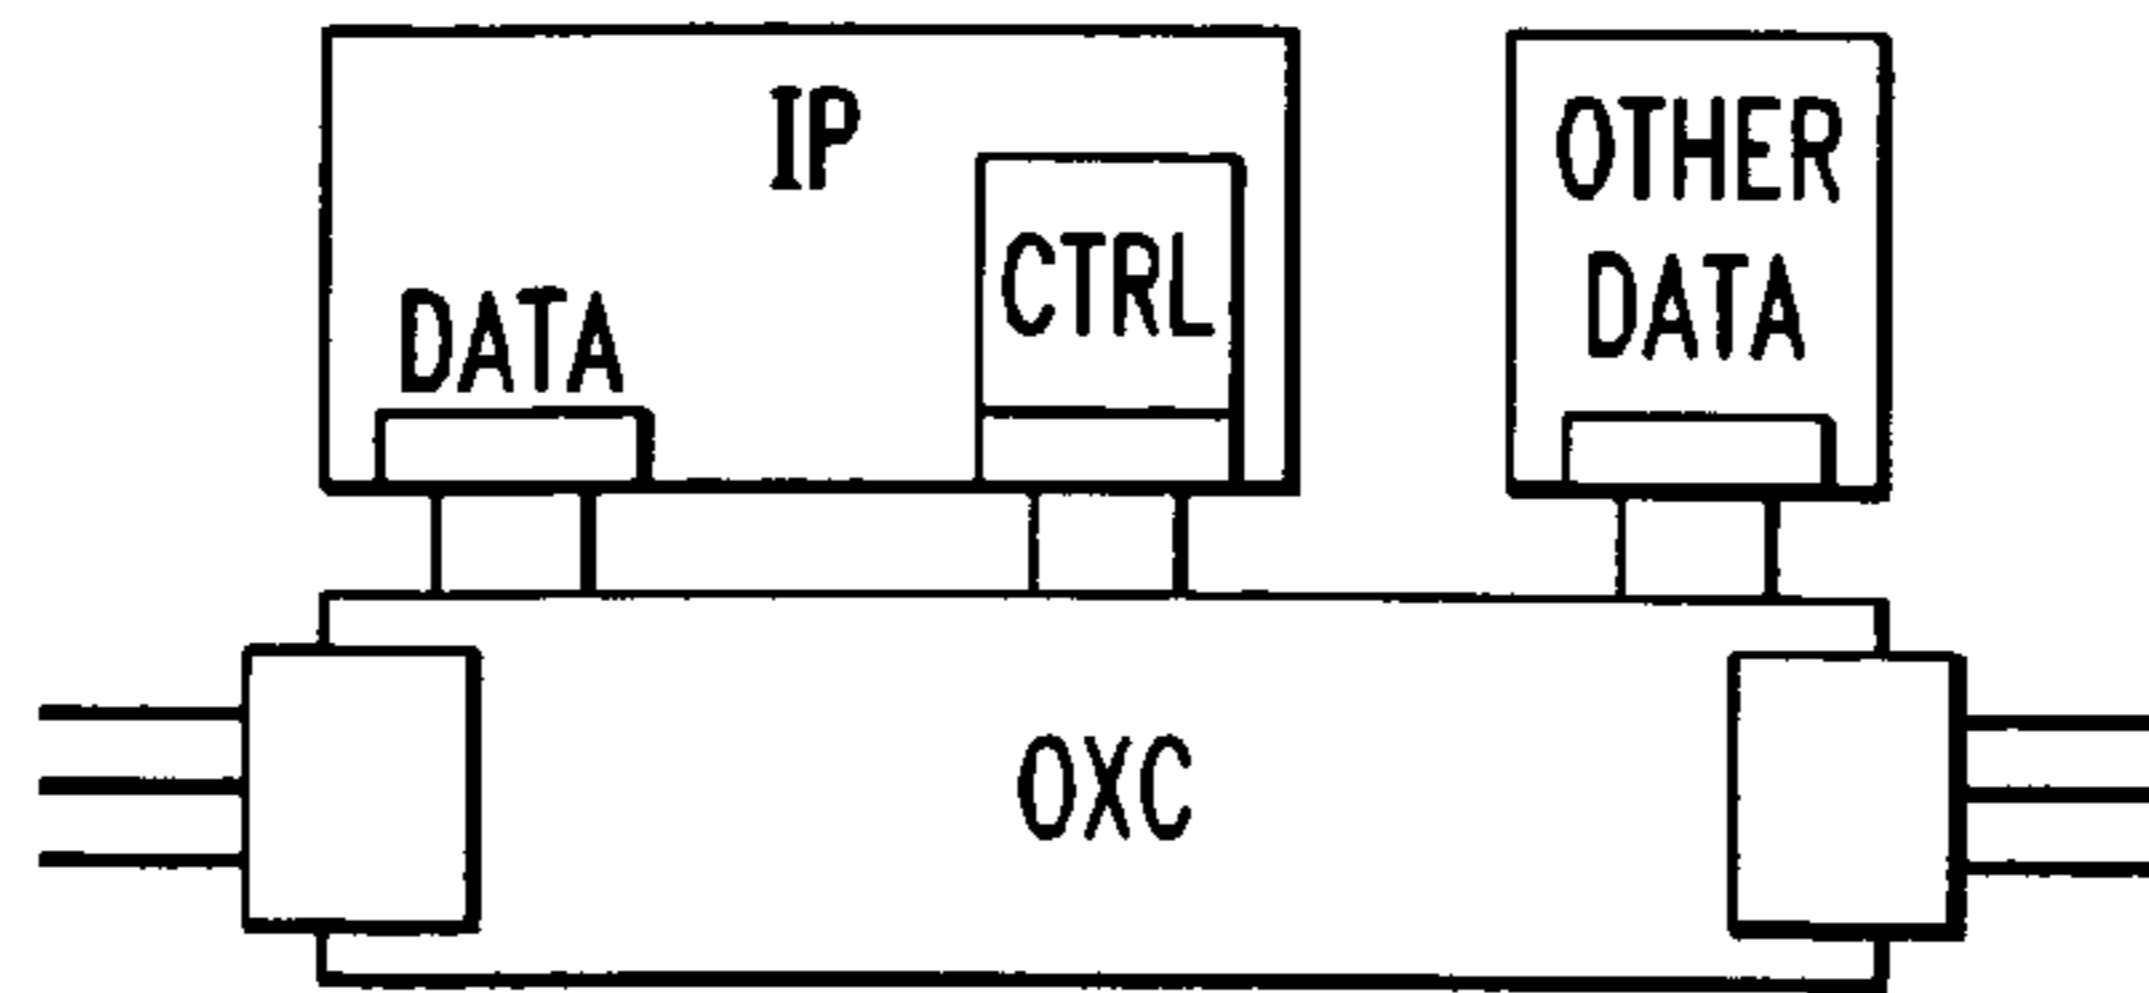 IP
CTRL
DATA
OTHER
DATA
OXC